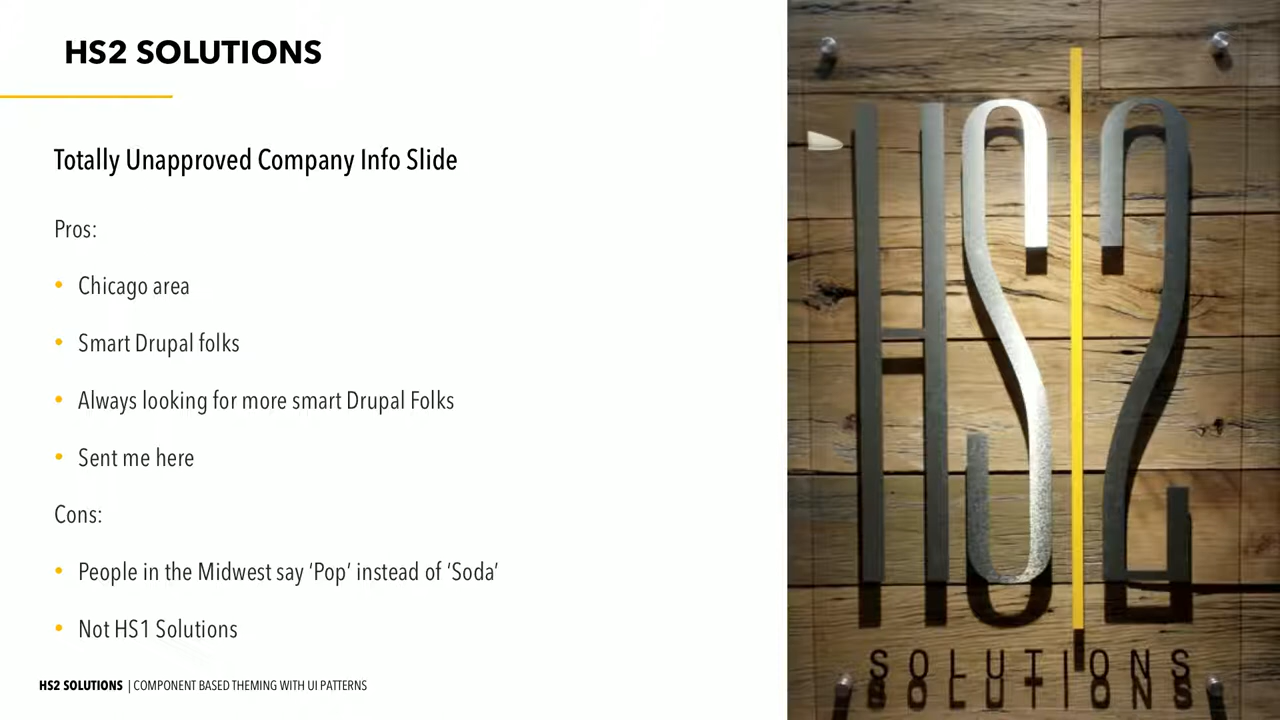 HS2 SOLUTIONS
Totally Unapproved Company Info Slide
Pros:
• Chicago area
• Smart Drupal folks
• Always looking for more smart Drupal Folks
• Sent me here
Cons:
• People in the Midwest say ‘Pop’ instead of ‘Soda’
• Not HS1 Solutions
HS2 SOLUTIONS | COMPONENT BASED THEMING WITH UI PATTERNS
HS2
SOLUTIONS